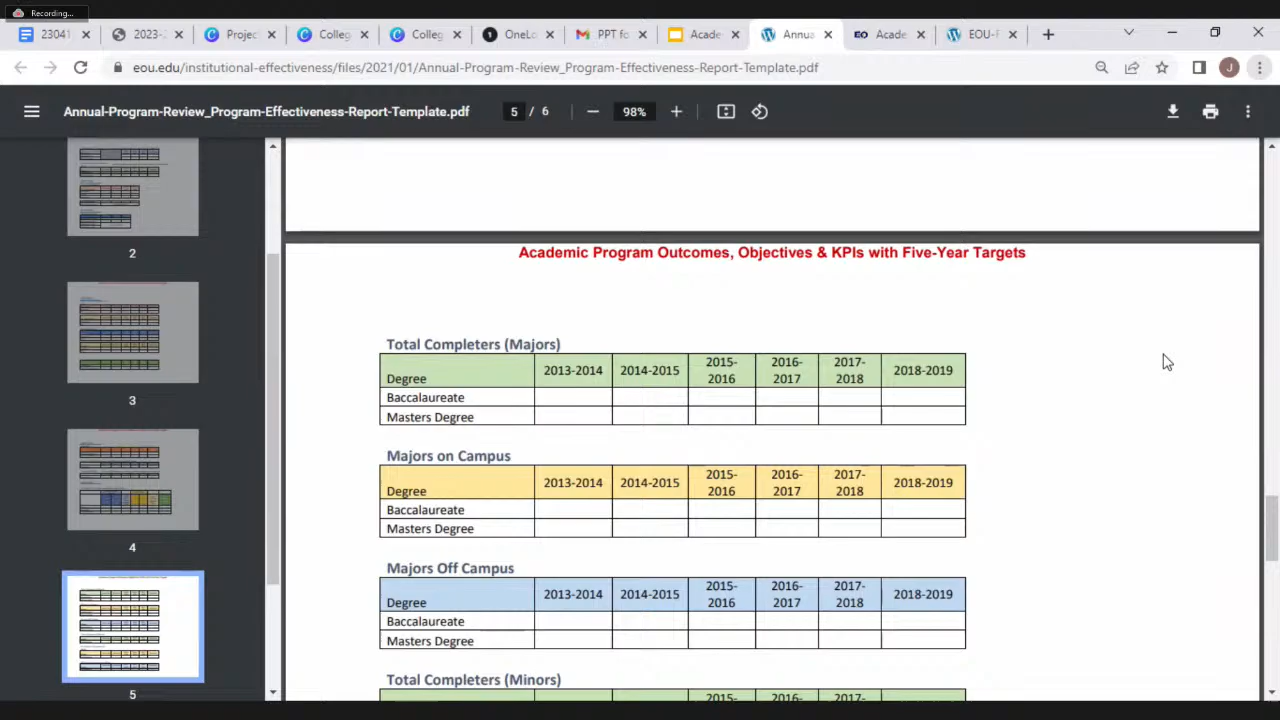 Recording...
23041
2023-
Projec
Colleg
Colleg
OneLo
PPT fo
Acade
Annua
EO
Acade
EOU-F
eou.edu/institutional-effectiveness/files/2021/01/Annual-Program-Review_Program-Effectiveness-Report-Template.pdf
J
Annual-Program-Review_Program-Effectiveness-Report-Template.pdf
5 / 6
98%
2
3
4
5
Academic Program Outcomes, Objectives & KPIs with Five-Year Targets
Total Completers (Majors)
Degree 2013-2014 2014-2015 2015-2016 2016-2017 2017-2018 2018-2019
Baccalaureate
Masters Degree
Majors on Campus
Degree 2013-2014 2014-2015 2015-2016 2016-2017 2017-2018 2018-2019
Baccalaureate
Masters Degree
Majors Off Campus
Degree 2013-2014 2014-2015 2015-2016 2016-2017 2017-2018 2018-2019
Baccalaureate
Masters Degree
Total Completers (Minors)
2015- 2016- 2017-